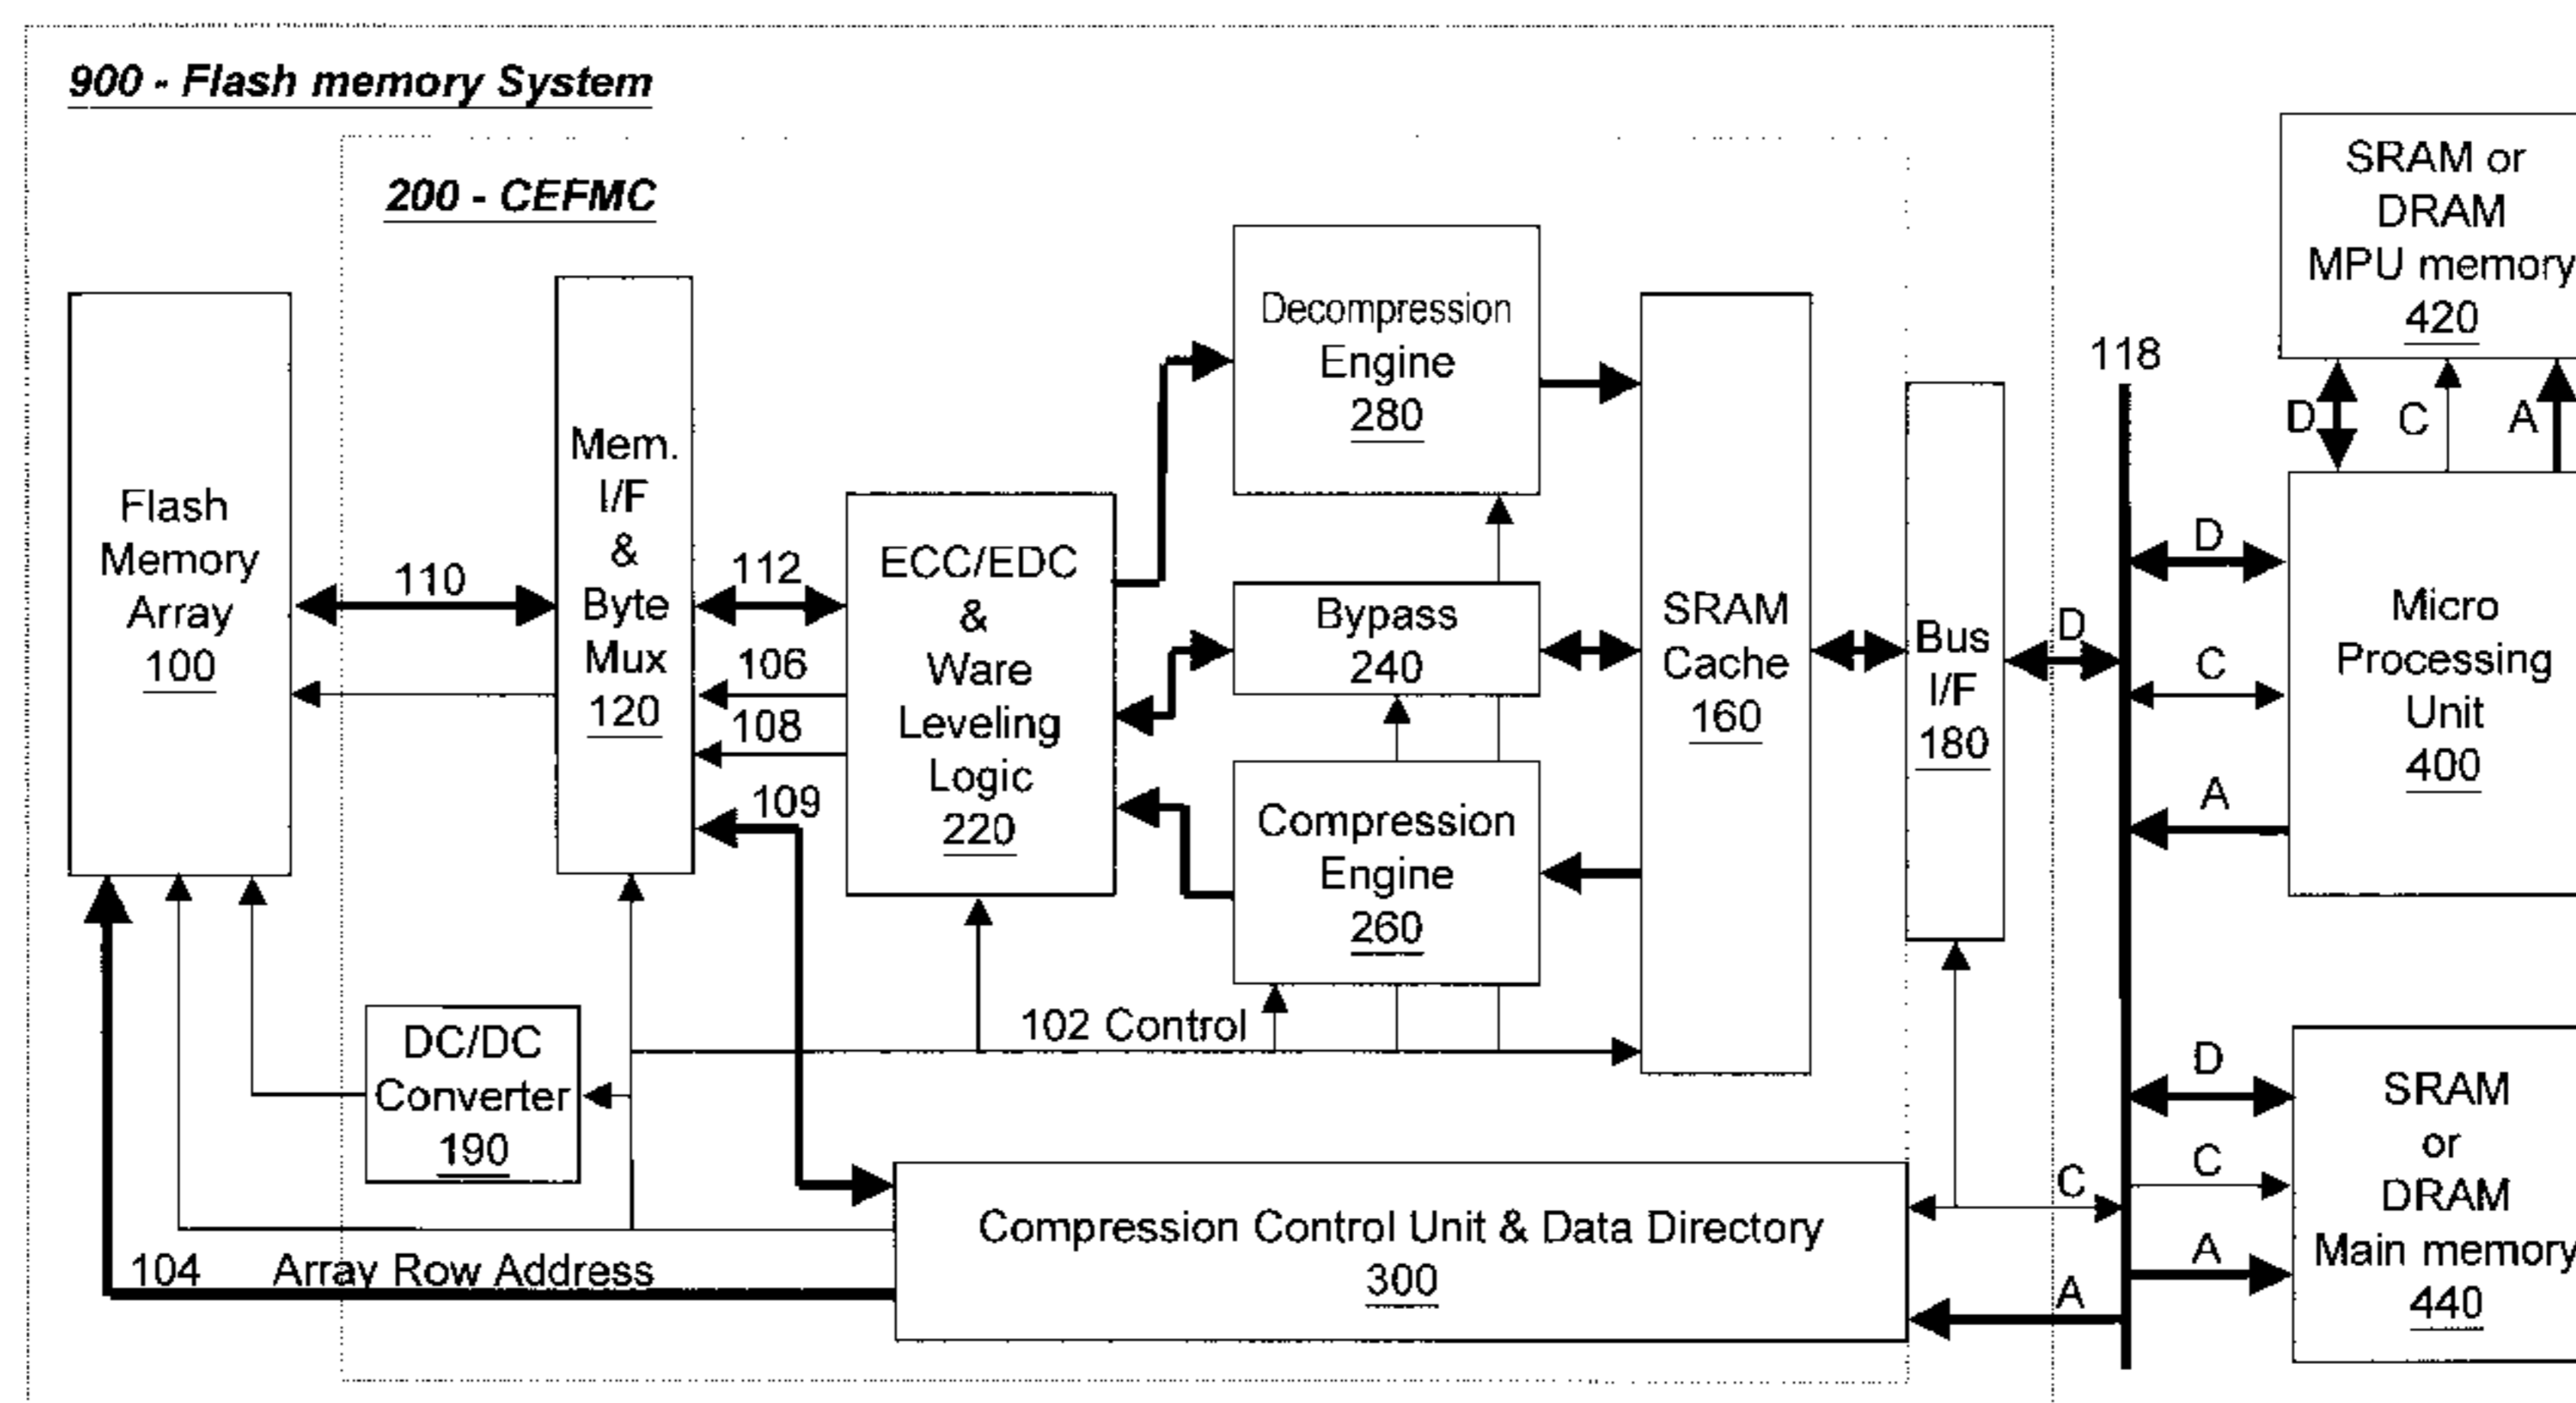 900 - Flash memory System
200 - CEFMC
Flash
Memory
Array
100
110
Mem.
I/F
&
Byte
Mux
120
112
106
108
109
ECC/EDC
&
Ware
Leveling
Logic
220
Decompression
Engine
280
Bypass
240
Compression
Engine
260
SRAM
Cache
160
Bus
I/F
180
D
118
SRAM or
DRAM
MPU memory
420
D
C
A
D
C
A
Micro
Processing
Unit
400
102 Control
DC/DC
Converter
190
104
Array Row Address
Compression Control Unit & Data Directory
300
C
A
D
C
A
SRAM
or
DRAM
Main memory
440